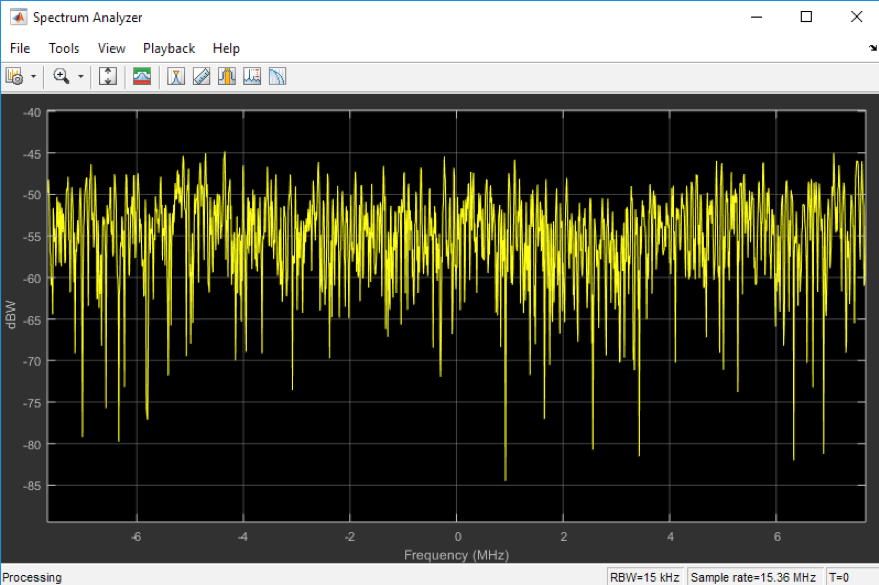 Spectrum Analyzer
File Tools View Playback Help
-40
-45
-50
-55
-60
-65
-70
-75
-80
-85
dBW
-6 -4 -2 0 2 4 6
Frequency (MHz)
Processing RBW=15 kHz Sample rate=15.36 MHz T=0